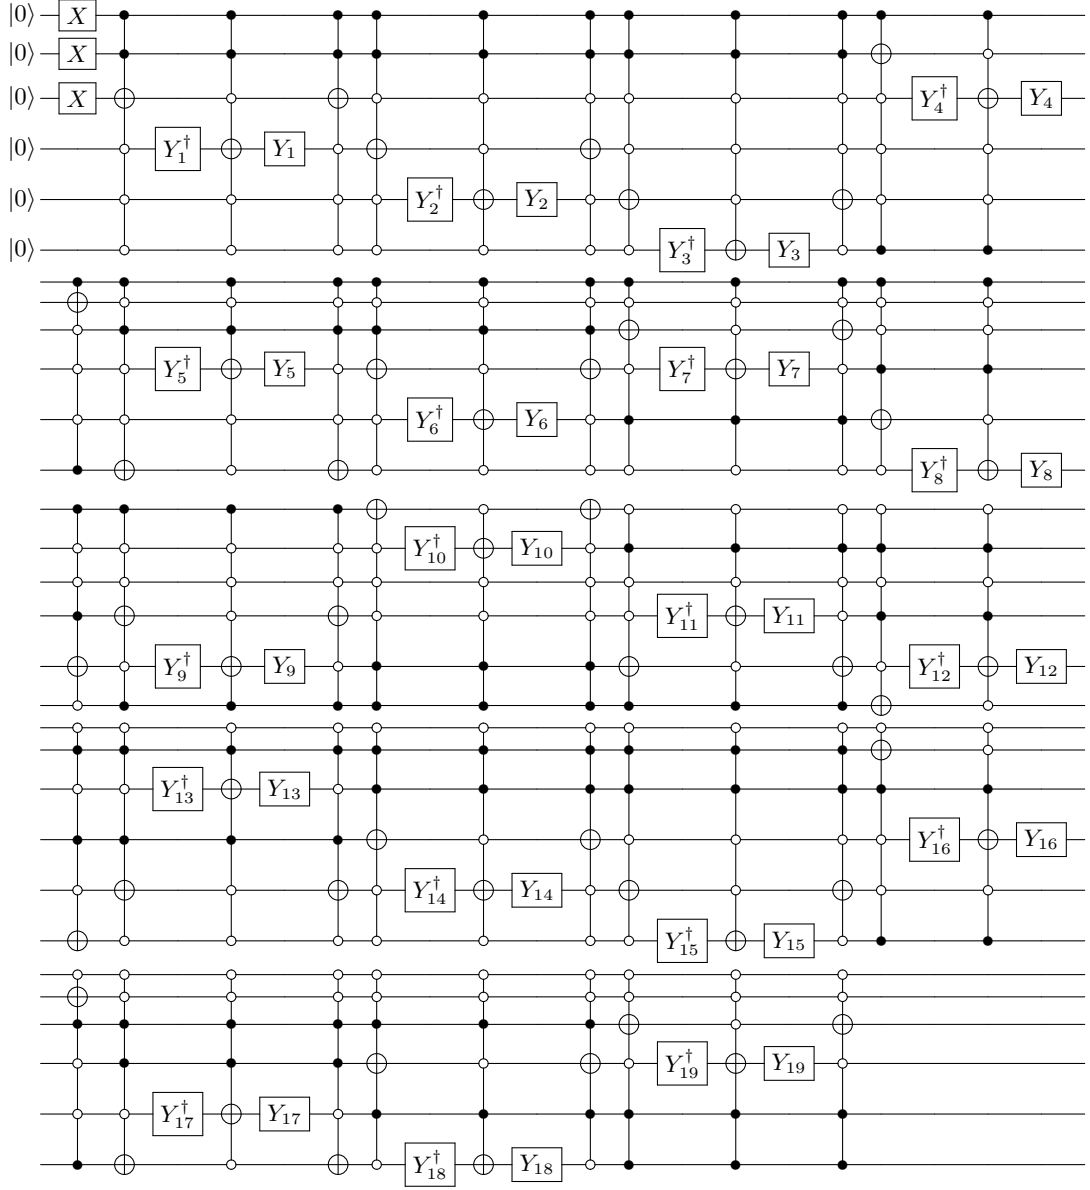 |0⟩ X
|0⟩ X
|0⟩ X Y₄† Y₄
|0⟩ Y₁† Y₁
|0⟩ Y₂† Y₂
|0⟩ Y₃† Y₃
Y₅† Y₅ Y₇† Y₇
Y₆† Y₆
Y₈† Y₈
Y₁₀† Y₁₀
Y₁₁† Y₁₁
Y₉† Y₉ Y₁₂† Y₁₂
Y₁₃† Y₁₃
Y₁₆† Y₁₆
Y₁₄† Y₁₄
Y₁₅† Y₁₅
Y₁₉† Y₁₉
Y₁₇† Y₁₇
Y₁₈† Y₁₈